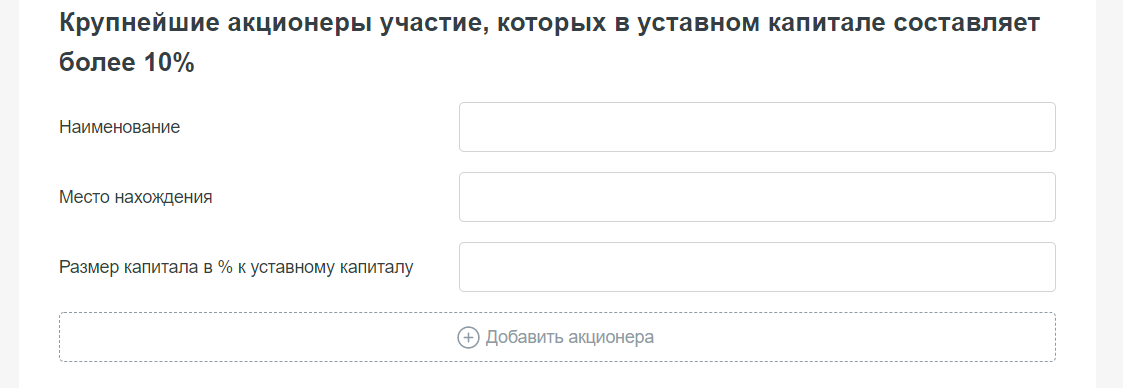 Крупнейшие акционеры участие, которых в уставном капитале составляет
более 10%
Наименование
Место нахождения
Размер капитала в % к уставному капиталу
Добавить акционера